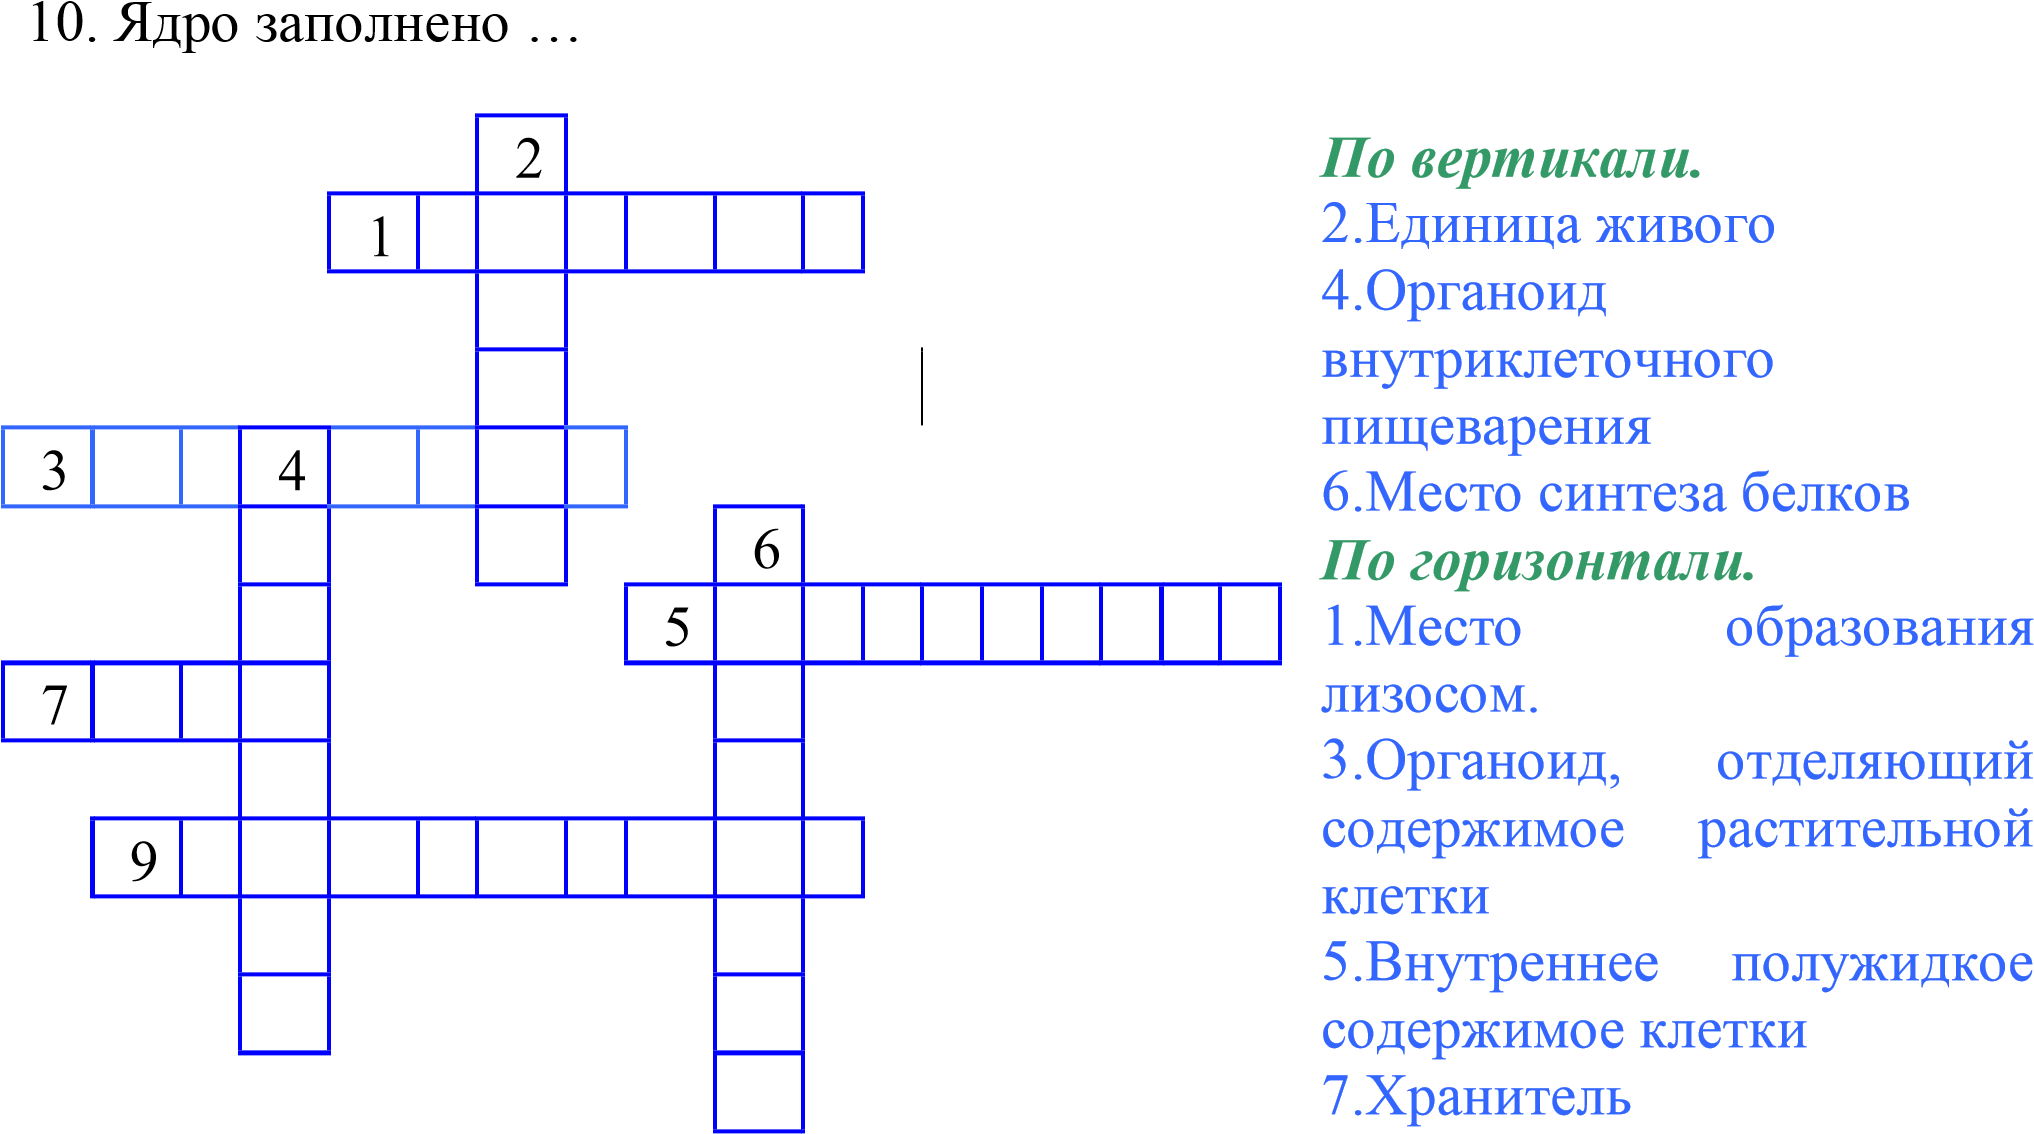 10. Ядро заполнено …
2
1
3
4
6
5
7
9
По вертикали.
2.Единица живого
4.Органоид
внутриклеточного
пищеварения
6.Место синтеза белков
По горизонтали.
1.Место образования
лизосом.
3.Органоид, отделяющий
содержимое растительной
клетки
5.Внутреннее полужидкое
содержимое клетки
7.Хранитель